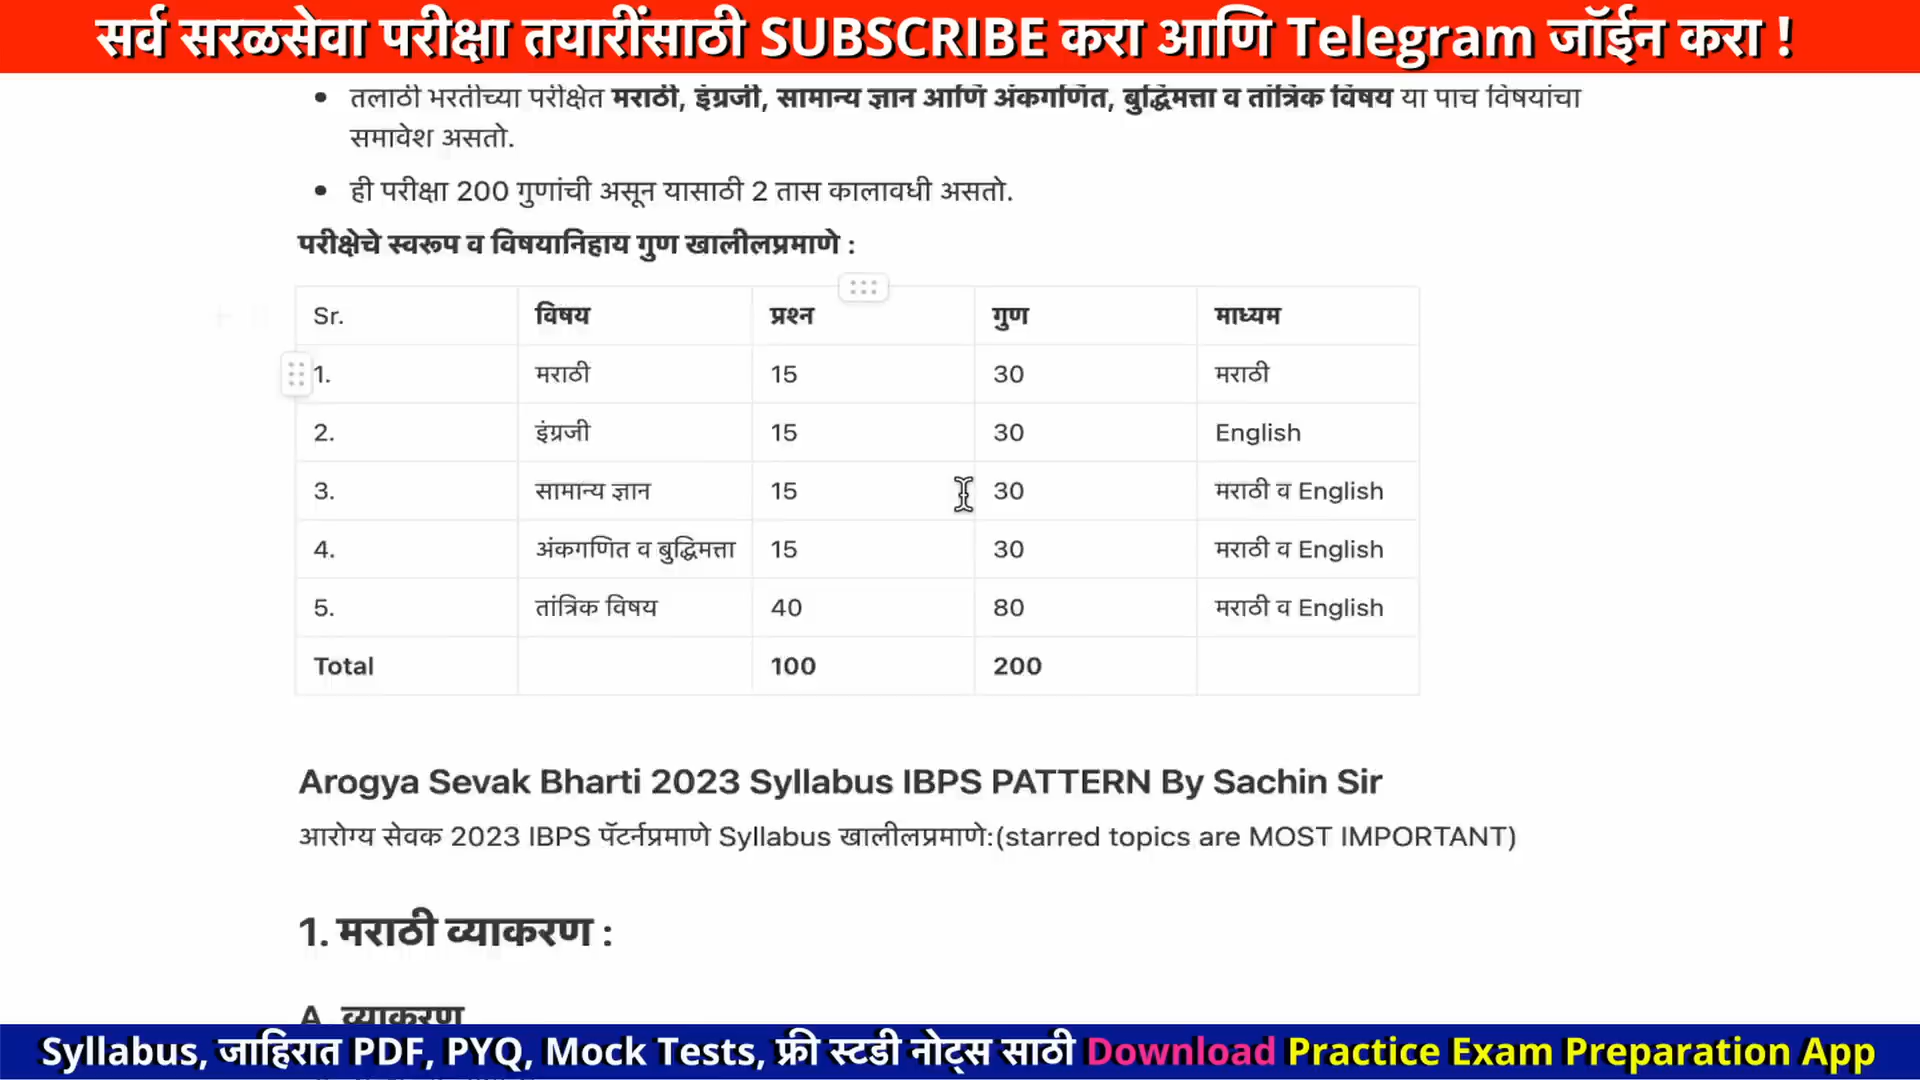 सर्व सरळसेवा परीक्षा तयारींसाठी SUBSCRIBE करा आणि Telegram जॉईन करा !
• तलाठी भरतीच्या परीक्षेत मराठी, इंग्रजी, सामान्य ज्ञान आणि अंकगणित, बुद्धिमत्ता व तांत्रिक विषय या पाच विषयांचा
समावेश असतो.
• ही परीक्षा 200 गुणांची असून यासाठी 2 तास कालावधी असतो.
परीक्षेचे स्वरूप व विषयानिहाय गुण खालीलप्रमाणे :
Sr. विषय प्रश्न गुण माध्यम
1. मराठी 15 30 मराठी
2. इंग्रजी 15 30 English
3. सामान्य ज्ञान 15 30 मराठी व English
4. अंकगणित व बुद्धिमत्ता 15 30 मराठी व English
5. तांत्रिक विषय 40 80 मराठी व English
Total 100 200
Arogya Sevak Bharti 2023 Syllabus IBPS PATTERN By Sachin Sir
आरोग्य सेवक 2023 IBPS पॅटर्नप्रमाणे Syllabus खालीलप्रमाणे:(starred topics are MOST IMPORTANT)
1. मराठी व्याकरण :
A. व्याकरण
Syllabus, जाहिरात PDF, PYQ, Mock Tests, फ्री स्टडी नोट्स साठी Download Practice Exam Preparation App